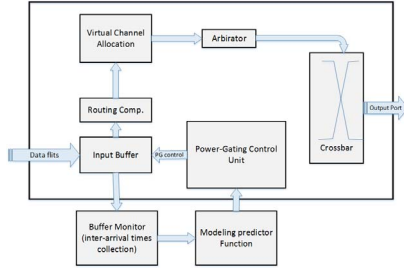 Virtual Channel
Allocation
Arbirator
Routing Comp.
Crossbar
Output Port
Data flits
Input Buffer
PG control
Power-Gating Control
Unit
Buffer Monitor
(inter-arrival times
collection)
Modeling predictor
Function